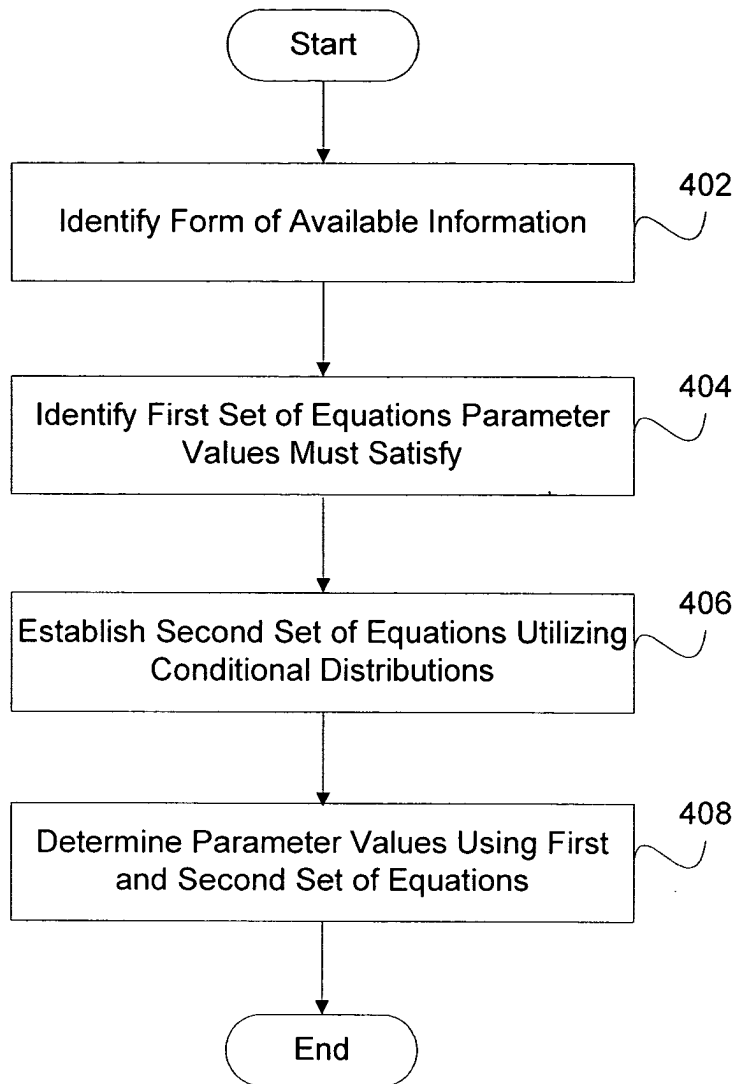 Start
402
Identify Form of Available Information
404
Identify First Set of Equations Parameter
Values Must Satisfy
406
Establish Second Set of Equations Utilizing
Conditional Distributions
408
Determine Parameter Values Using First
and Second Set of Equations
End